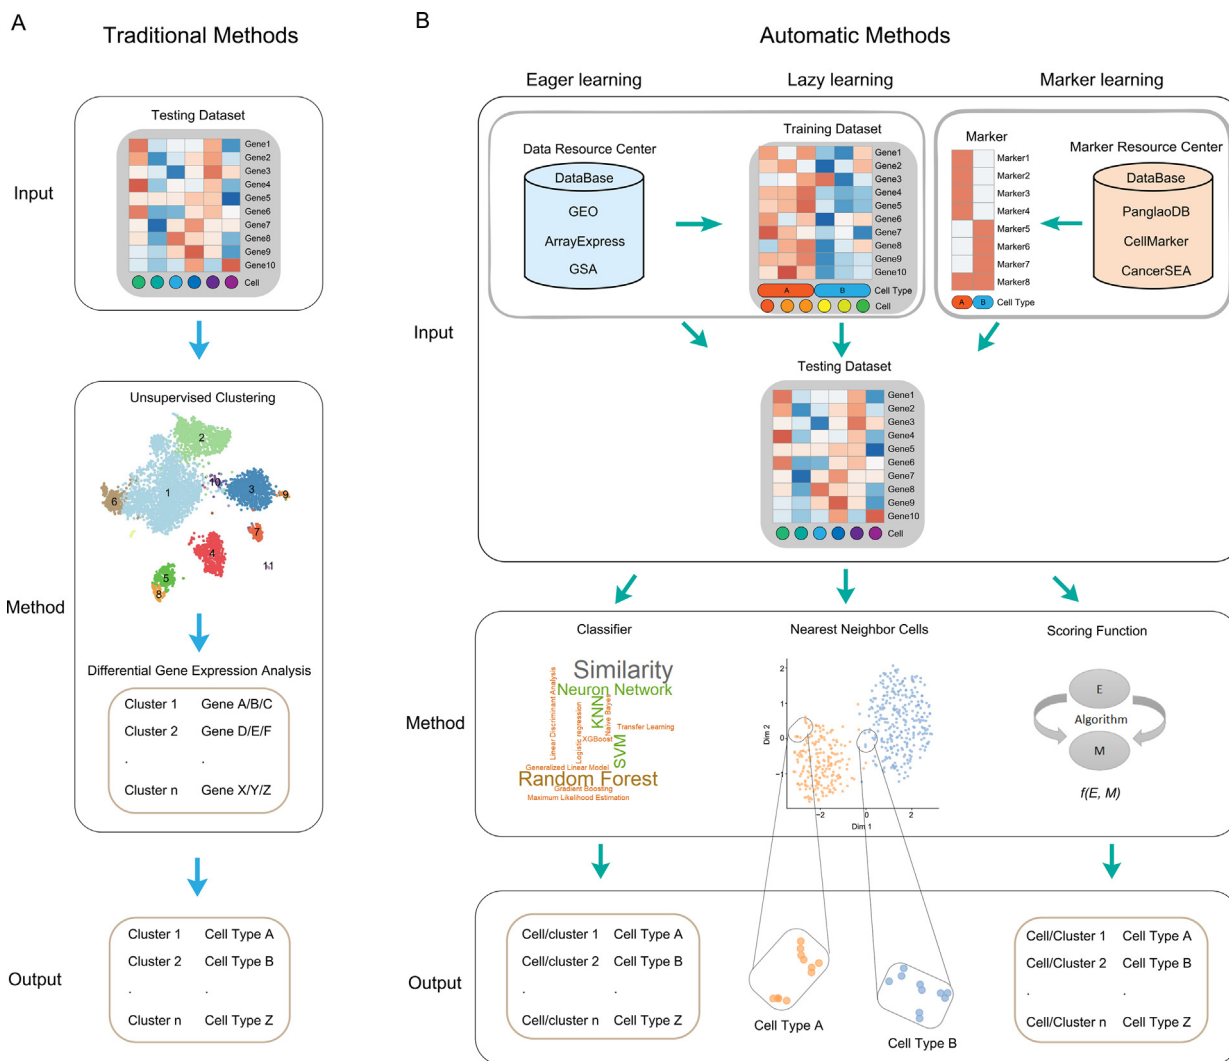 A
Traditional Methods
Input
Testing Dataset
Gene1
Gene2
Gene3
Gene4
Gene5
Gene6
Gene7
Gene8
Gene9
Gene10
Cell
Method
Unsupervised Clustering
2
1
10
3
9
6
7
4
11
5
8
Differential Gene Expression Analysis
Cluster 1 Gene A/B/C
Cluster 2 Gene D/E/F
. .
Cluster n Gene X/Y/Z
Output
Cluster 1 Cell Type A
Cluster 2 Cell Type B
. .
Cluster n Cell Type Z
B
Automatic Methods
Eager learning Lazy learning Marker learning
Input
Data Resource Center
DataBase
GEO
ArrayExpress
GSA
Training Dataset
Gene1
Gene2
Gene3
Gene4
Gene5
Gene6
Gene7
Gene8
Gene9
Gene10
A B Cell Type
Cell
Marker
Marker1
Marker2
Marker3
Marker4
Marker5
Marker6
Marker7
Marker8
A B Cell Type
Marker Resource Center
DataBase
PanglaoDB
CellMarker
CancerSEA
Testing Dataset
Gene1
Gene2
Gene3
Gene4
Gene5
Gene6
Gene7
Gene8
Gene9
Gene10
Cell
Method
Classifier
Similarity
Neuron Network
Linear Discriminant Analysis
Logistic regression
KNN
Naive Bayes
Transfer Learning
XGBoost
SVM
Generalized Linear Model
Random Forest
Gradient Boosting
Maximum Likelihood Estimation
Nearest Neighbor Cells
Dim 2
2
1
0
−1
−2 0 2
Dim 1
Scoring Function
E
Algorithm
M
f(E, M)
Output
Cell/cluster 1 Cell Type A
Cell/cluster 2 Cell Type B
. .
Cell/cluster n Cell Type Z
Cell Type A
Cell Type B
Cell/Cluster 1 Cell Type A
Cell/Cluster 2 Cell Type B
. .
Cell/Cluster n Cell Type Z